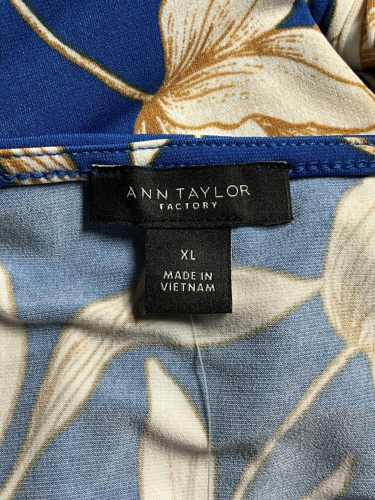 ANN TAYLOR
FACTORY
XL
MADE IN
VIETNAM